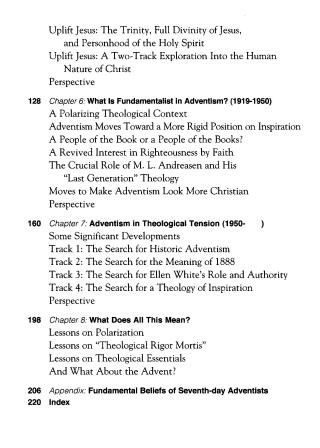 Uplift Jesus: The Trinity, Full Divinity of Jesus,
and Personhood of the Holy Spirit
Uplift Jesus: A Two-Track Exploration Into the Human
Nature of Christ
Perspective
128 Chapter 6: What Is Fundamentalist in Adventism? (1919-1950)
A Polarizing Theological Context
Adventism Moves Toward a More Rigid Position on Inspiration
A People of the Book or a People of the Books?
A Revived Interest in Righteousness by Faith
The Crucial Role of M. L. Andreasen and His
"Last Generation" Theology
Moves to Make Adventism Look More Christian
Perspective
160 Chapter 7: Adventism in Theological Tension (1950- )
Some Significant Developments
Track 1: The Search for Historic Adventism
Track 2: The Search for the Meaning of 1888
Track 3: The Search for Ellen White's Role and Authority
Track 4: The Search for a Theology of Inspiration
Perspective
198 Chapter 8: What Does All This Mean?
Lessons on Polarization
Lessons on "Theological Rigor Mortis"
Lessons on Theological Essentials
And What About the Advent?
206 Appendix: Fundamental Beliefs of Seventh-day Adventists
220 Index